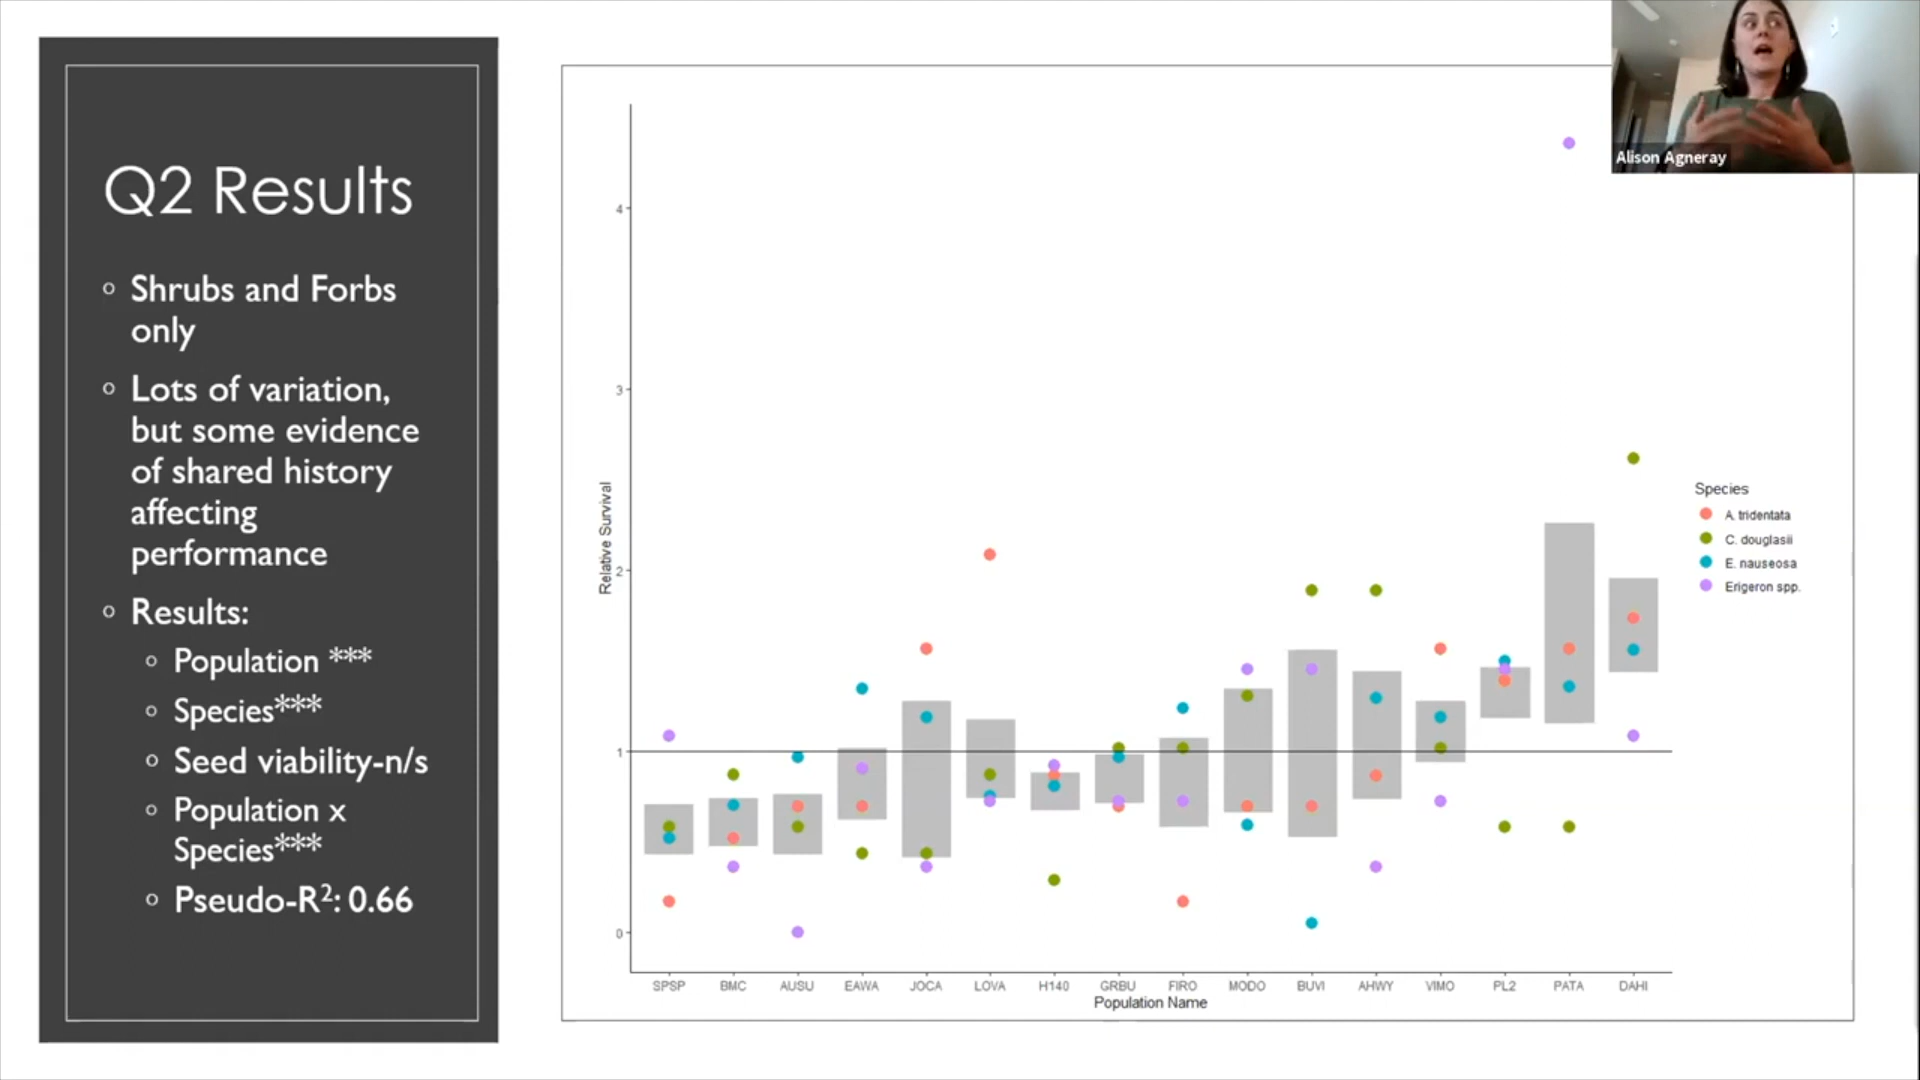 Q2 Results
Shrubs and Forbs
only
Lots of variation,
but some evidence
of shared history
affecting
performance
Results:
Population ***
Species***
Seed viability-n/s
Population x
Species***
Pseudo-R²: 0.66
Alison Agneray
4
3
2
1
0
Relative Survival
SPSP BMC AUSU EAWA JOCA LOVA H140 GRBU FIRO MODO BUVI AHWY VIMO PL2 PATA DAHI
Population Name
Species
A. tridentata
C. douglasii
E. nauseosa
Erigeron spp.